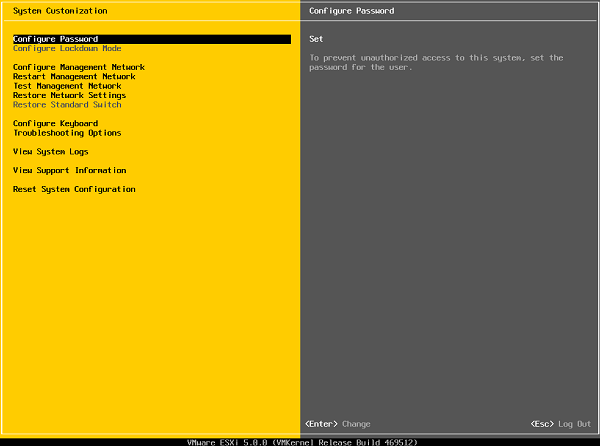 System Customization
Configure Password
Configure Lockdown Mode
Configure Management Network
Restart Management Network
Test Management Network
Restore Network Settings
Restore Standard Switch
Configure Keyboard
Troubleshooting Options
View System Logs
View Support Information
Reset System Configuration
Configure Password
Set
To prevent unauthorized access to this system, set the
password for the user.
<Enter> Change
<Esc> Log Out
VMware ESXi 5.0.0 (VMKernel Release Build 469512)